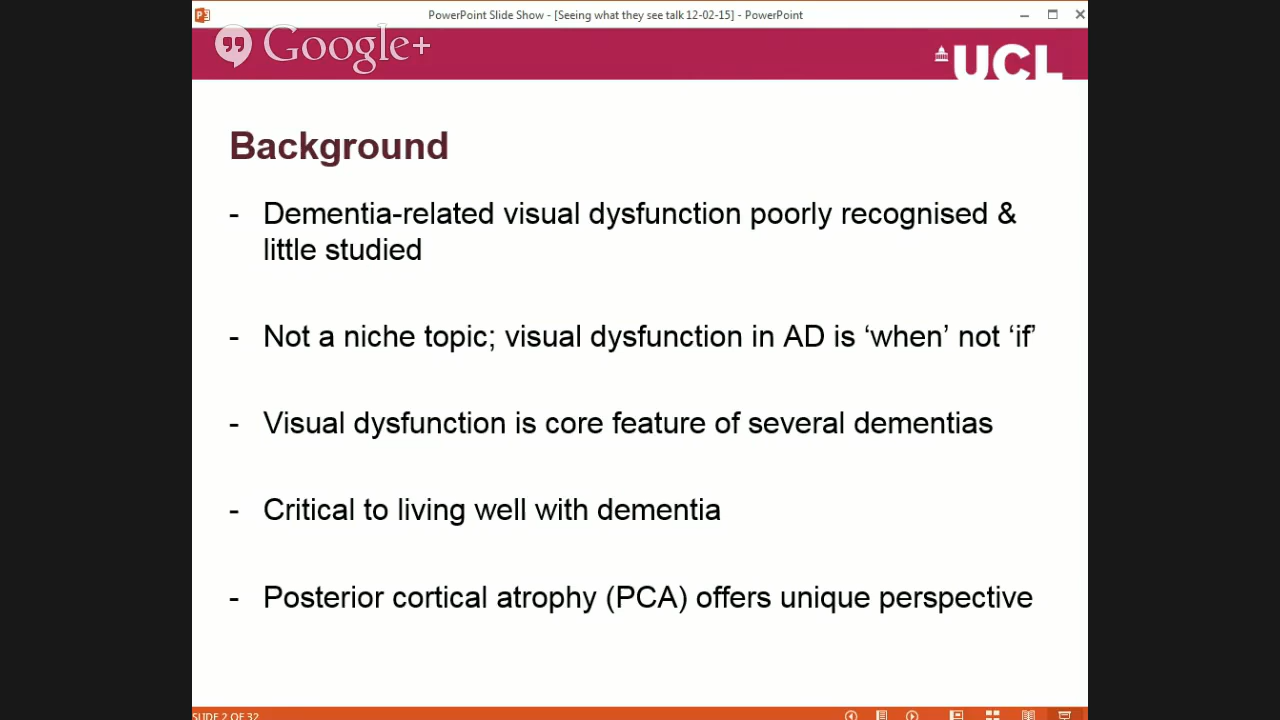 PowerPoint Slide Show - [Seeing what they see talk 12-02-15] - PowerPoint
Google+
UCL
Background
- Dementia-related visual dysfunction poorly recognised &
little studied
- Not a niche topic; visual dysfunction in AD is ‘when’ not ‘if’
- Visual dysfunction is core feature of several dementias
- Critical to living well with dementia
- Posterior cortical atrophy (PCA) offers unique perspective
SLIDE 2 OF 32